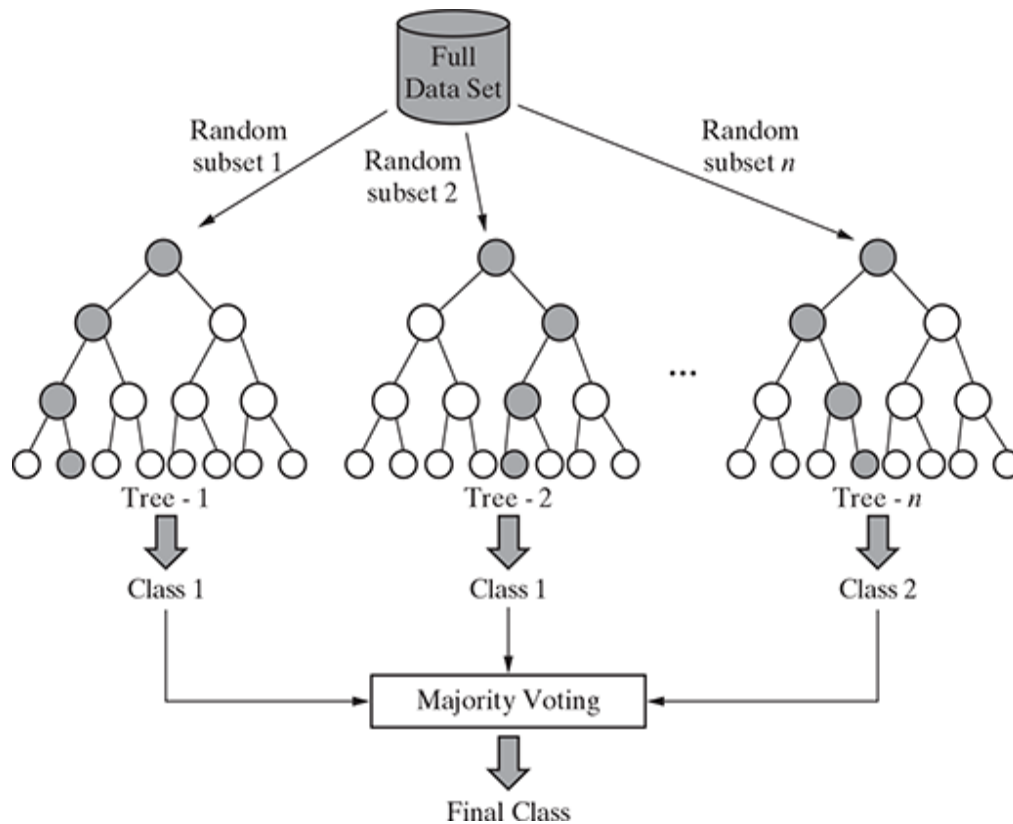 Full
Data Set
Random
subset 1
Random
subset 2
Random
subset n
...
Tree - 1
Tree - 2
Tree - n
Class 1
Class 1
Class 2
Majority Voting
Final Class